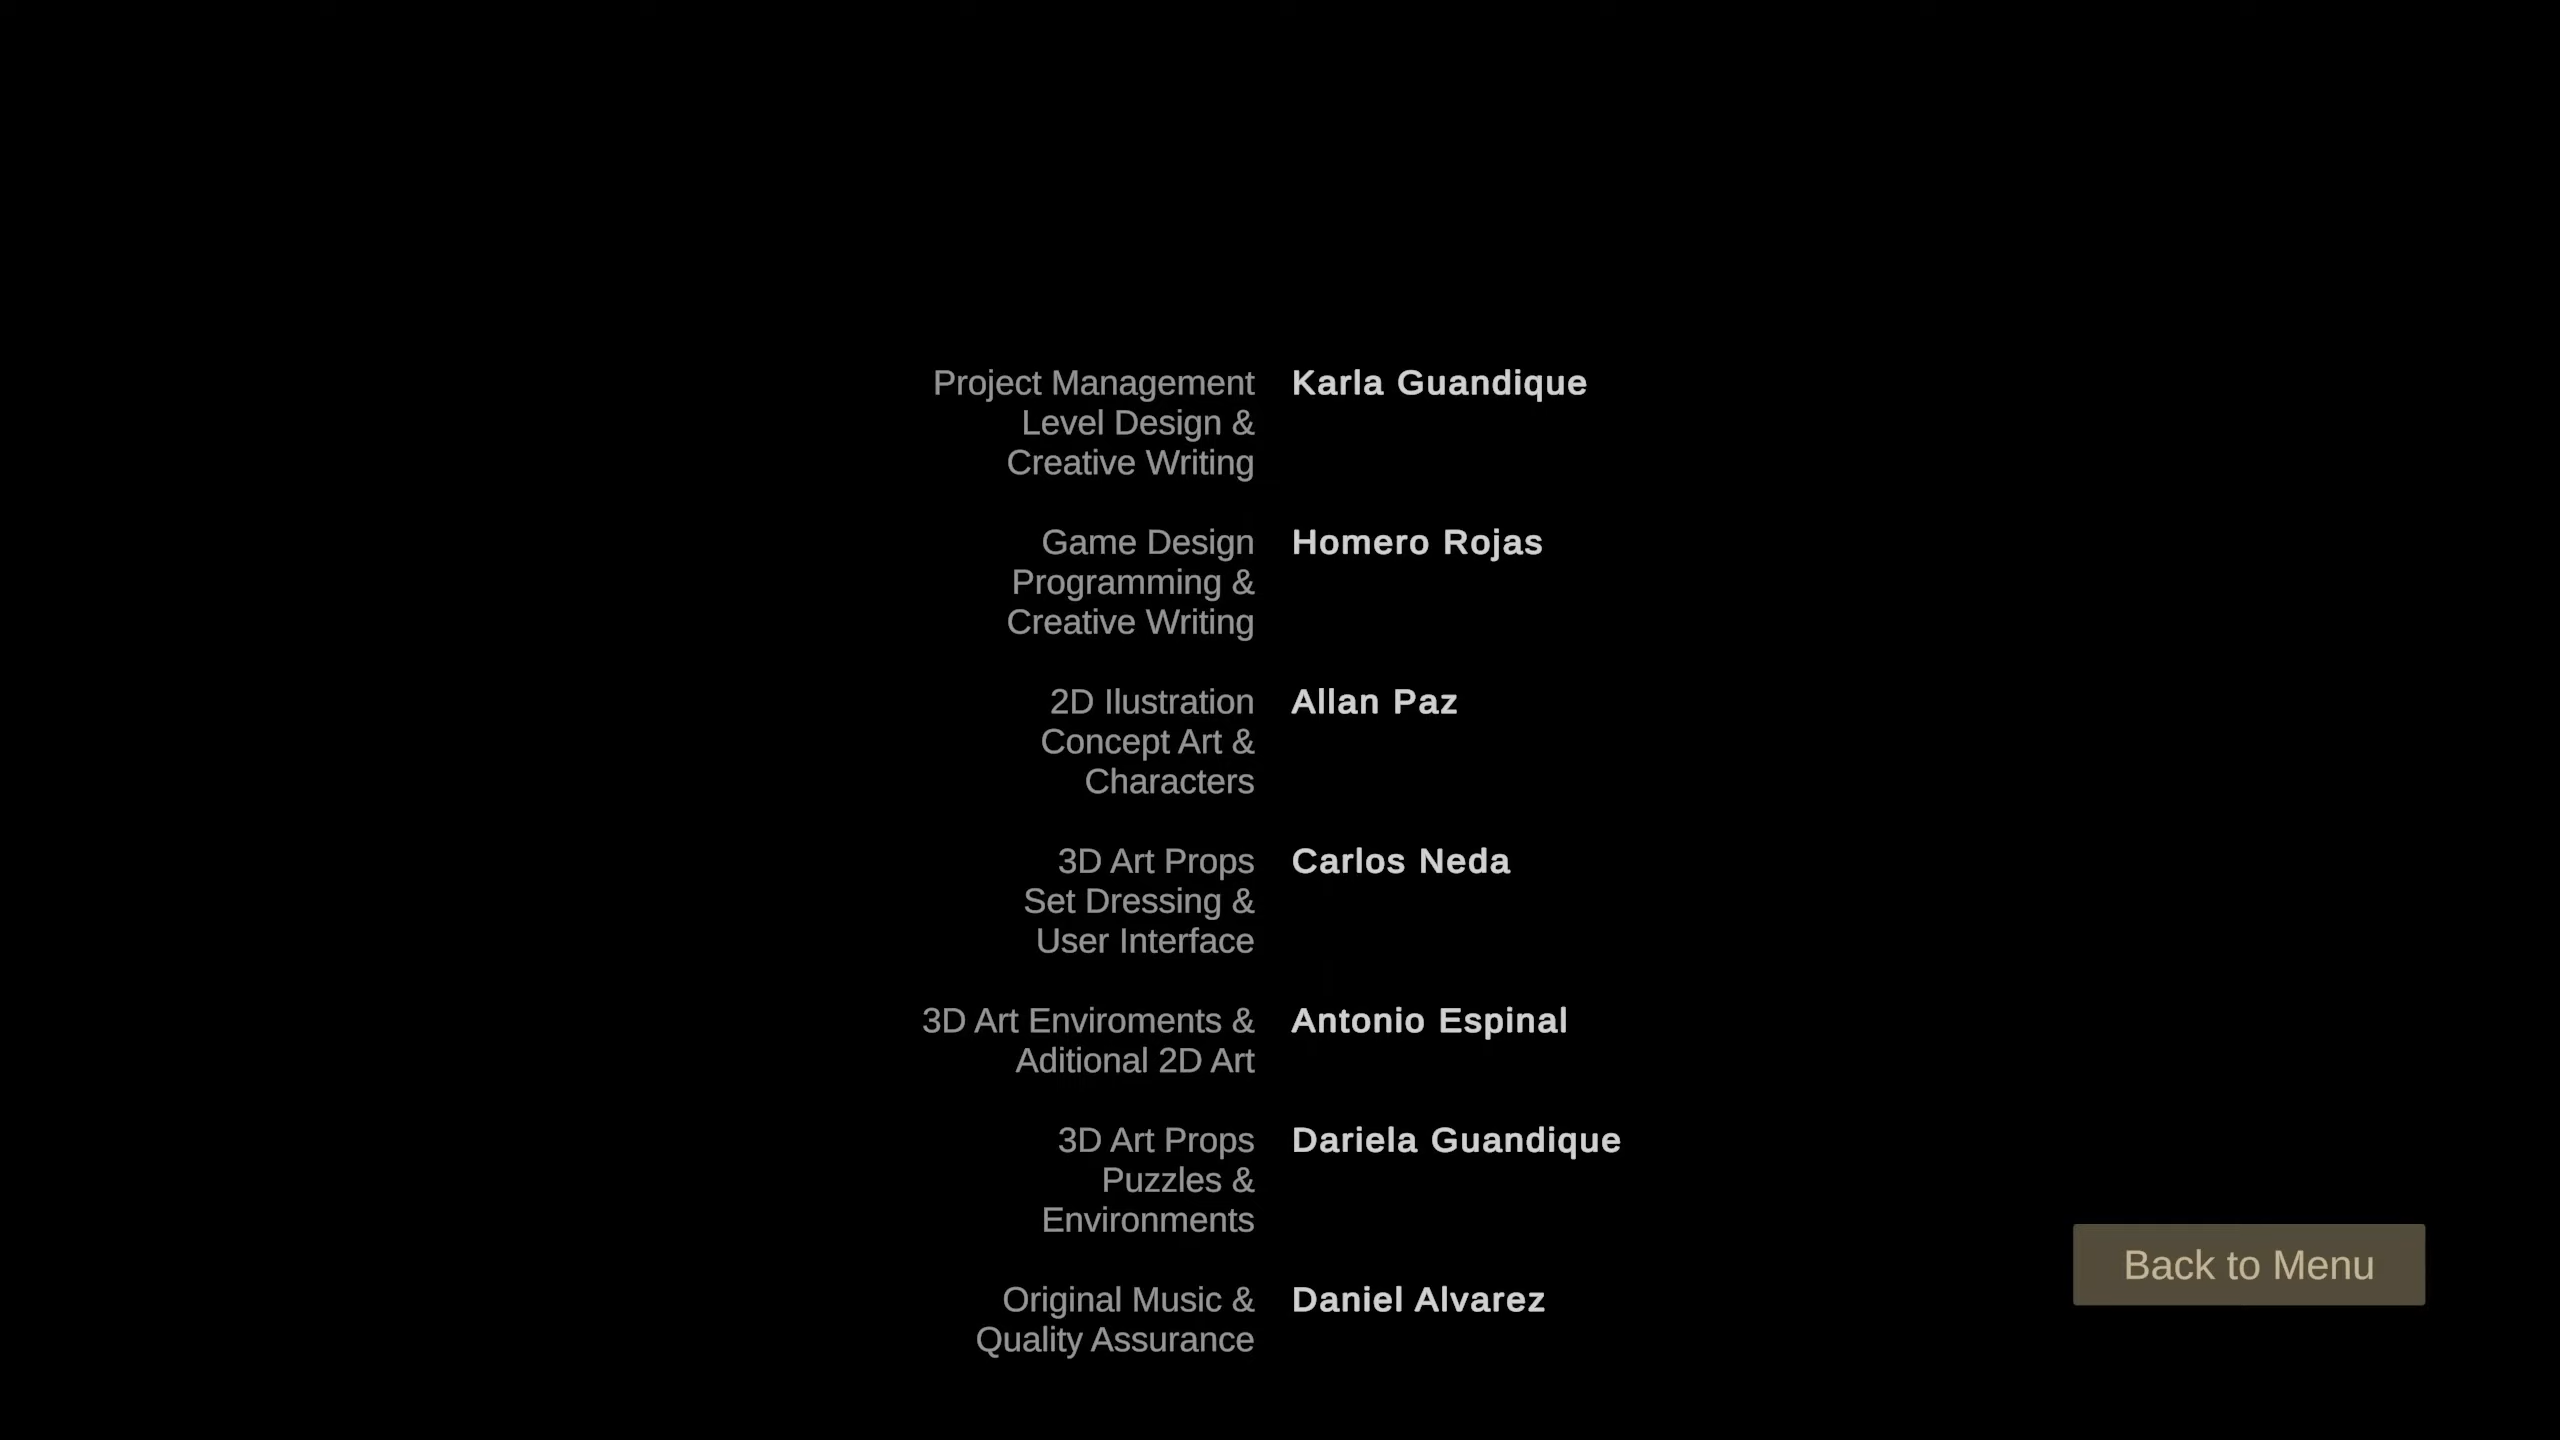 Project Management Karla Guandique
Level Design &
Creative Writing
Game Design Homero Rojas
Programming &
Creative Writing
2D Ilustration Allan Paz
Concept Art &
Characters
3D Art Props Carlos Neda
Set Dressing &
User Interface
3D Art Enviroments & Antonio Espinal
Aditional 2D Art
3D Art Props Dariela Guandique
Puzzles &
Environments
Original Music & Daniel Alvarez
Quality Assurance
Back to Menu